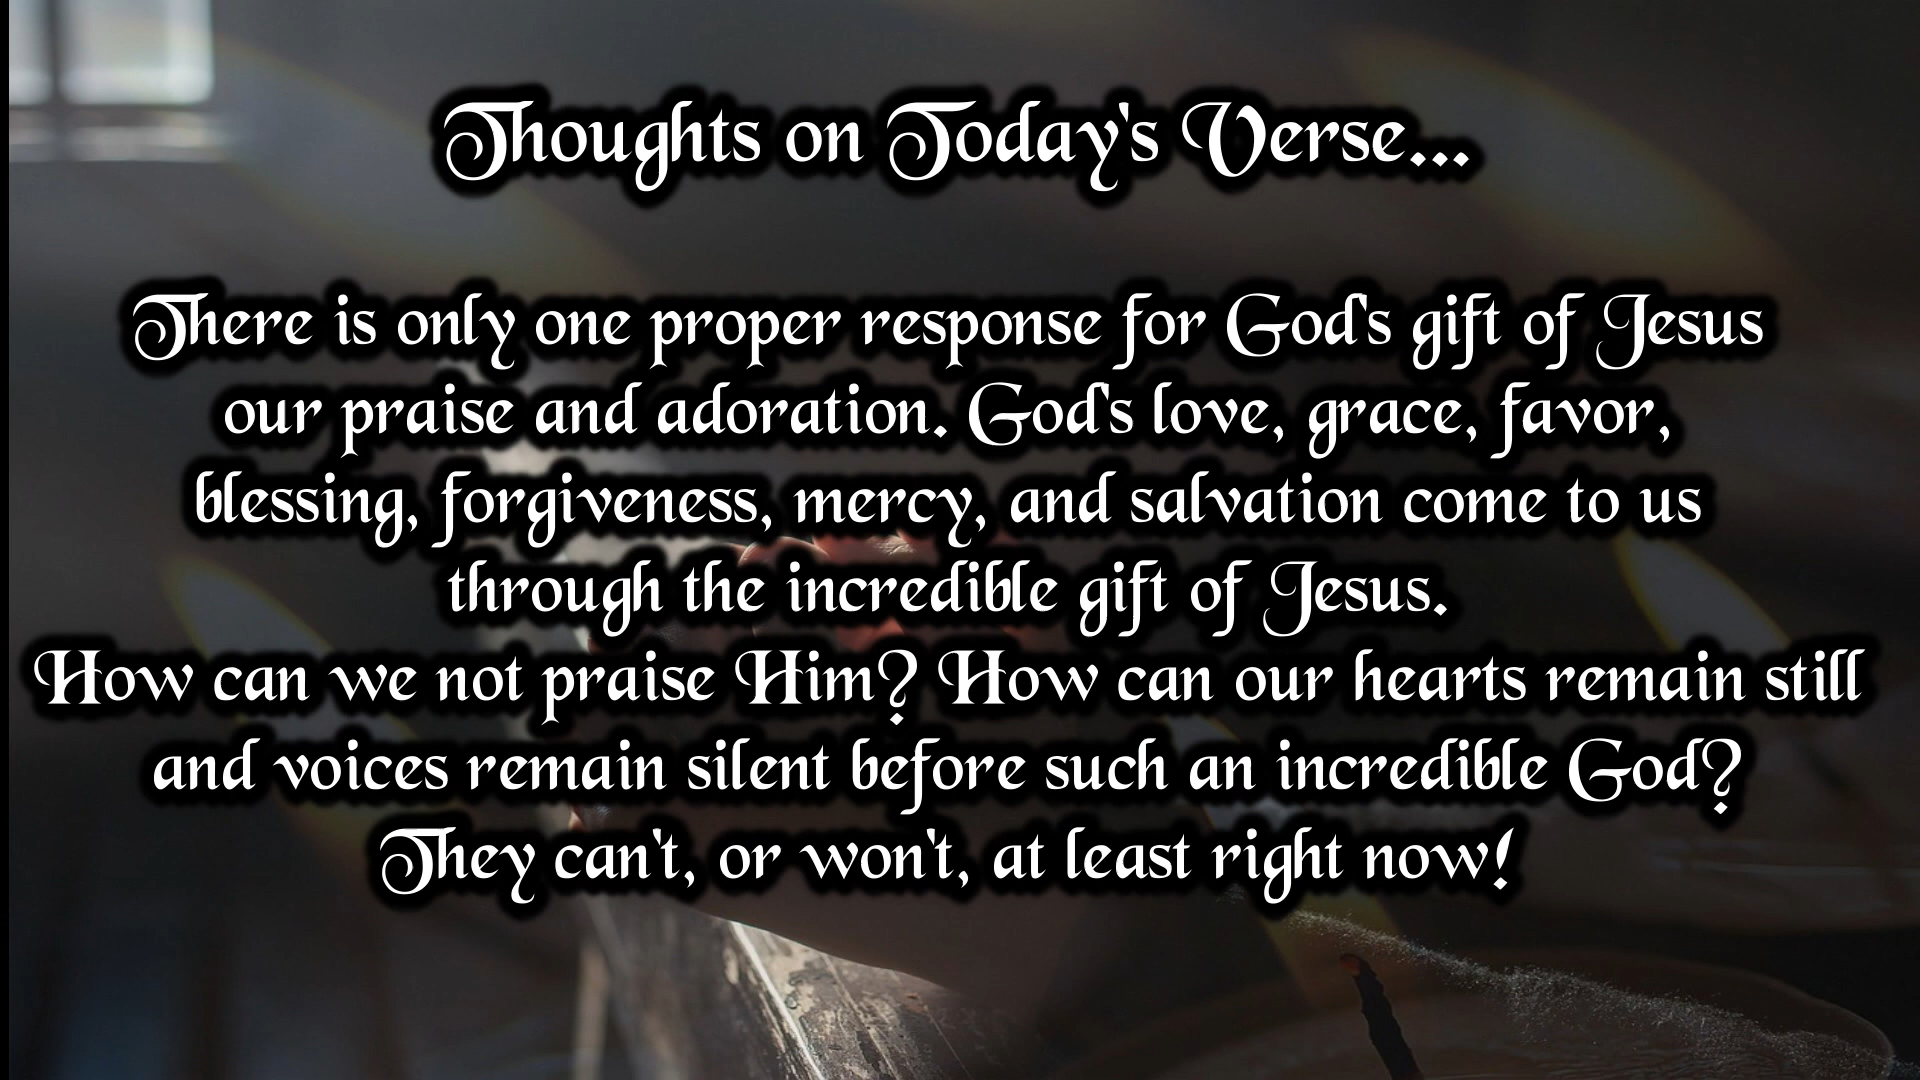 Thoughts on Today's Verse...
There is only one proper response for God's gift of Jesus
our praise and adoration. God's love, grace, favor,
blessing, forgiveness, mercy, and salvation come to us
through the incredible gift of Jesus.
How can we not praise Him? How can our hearts remain still
and voices remain silent before such an incredible God?
They can't, or won't, at least right now!